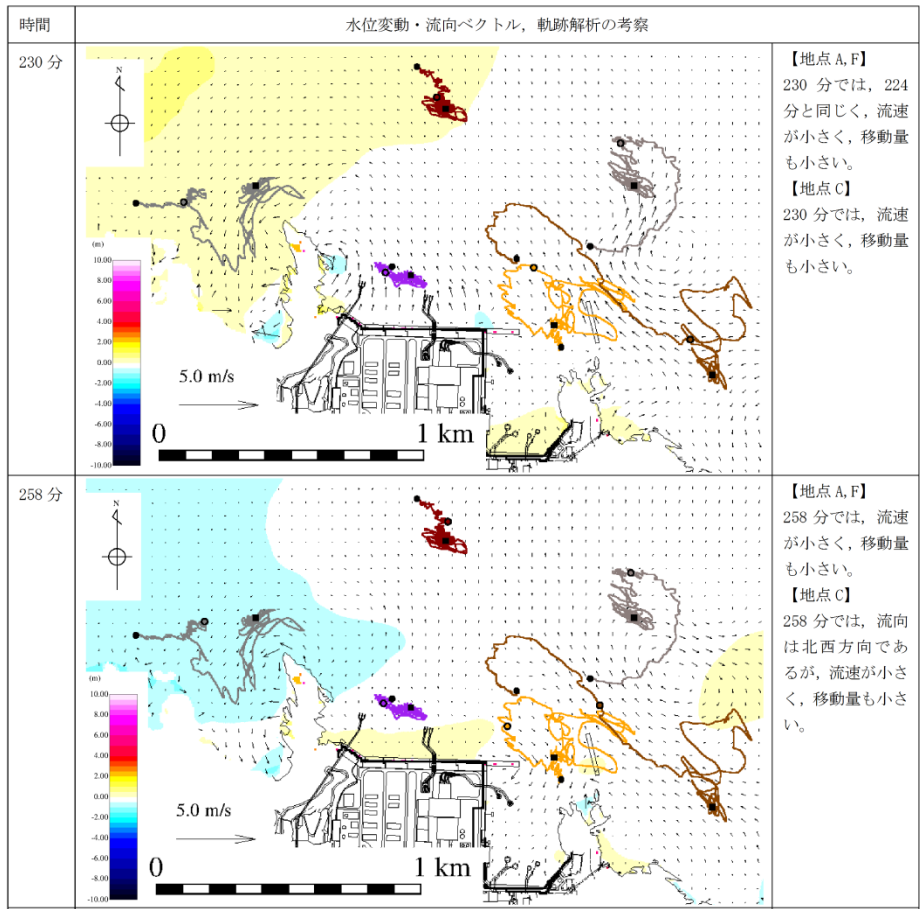 時間
水位変動・流向ベクトル，軌跡解析の考察
230 分
N
(m)
10.00
8.00
6.00
4.00
2.00
0.00
-2.00
-4.00
-6.00
-8.00
-10.00
5.0 m/s
0
1 km
【地点 A,F】
230 分では，224
分と同じく，流速
が小さく，移動量
も小さい。
【地点 C】
230 分では，流速
が小さく，移動量
も小さい。
258 分
N
(m)
10.00
8.00
6.00
4.00
2.00
0.00
-2.00
-4.00
-6.00
-8.00
-10.00
5.0 m/s
0
1 km
【地点 A,F】
258 分では，流速
が小さく，移動量
も小さい。
【地点 C】
258 分では，流向
は北西方向であ
るが，流速が小さ
く，移動量も小さ
い。